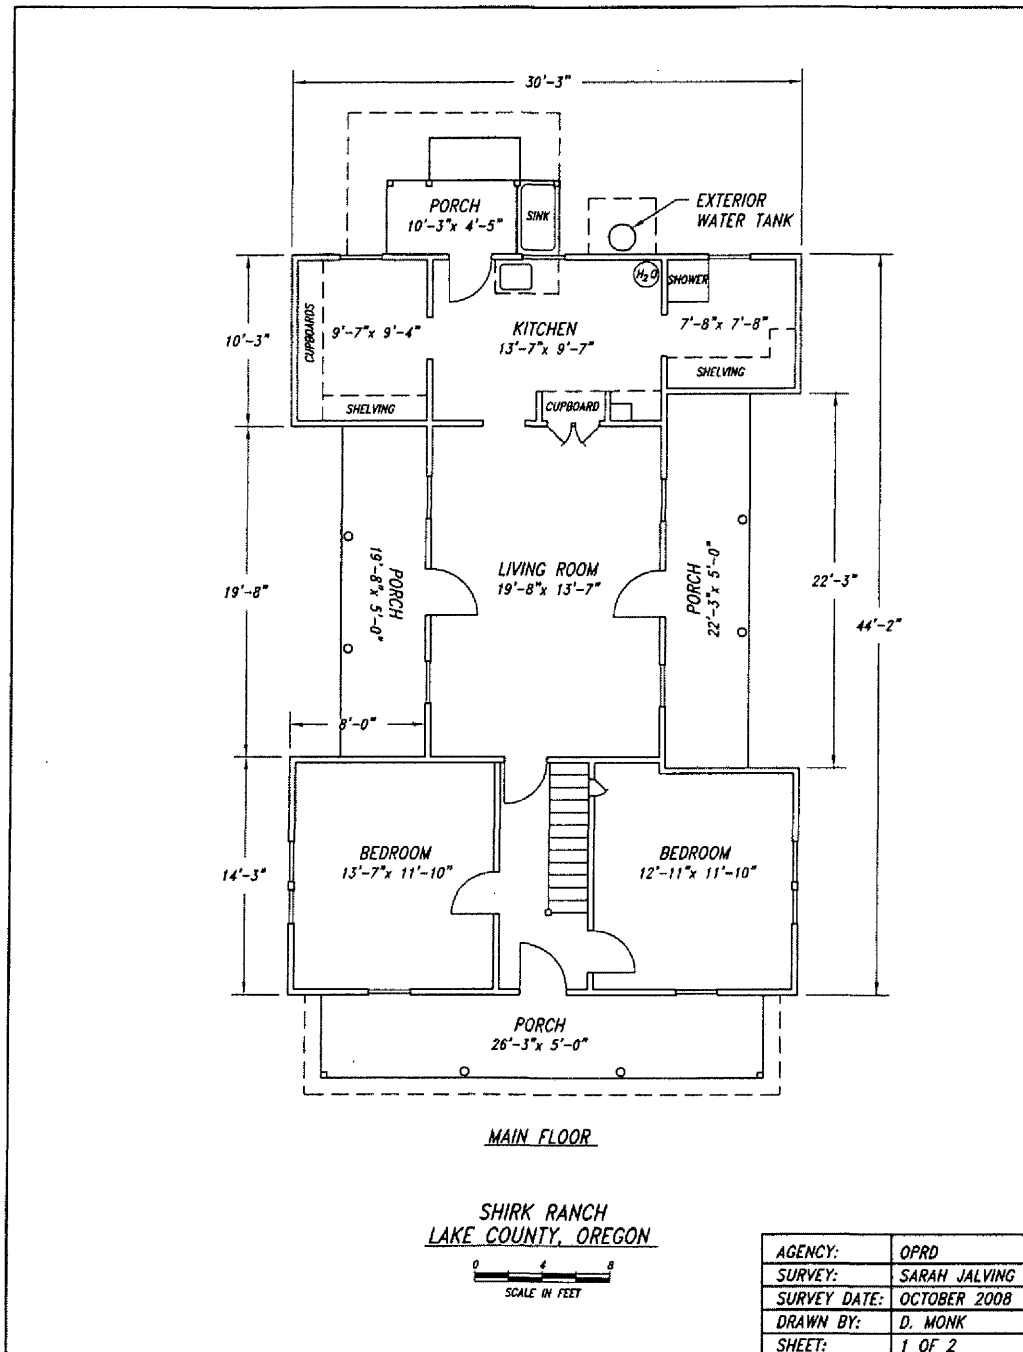 30'-3"
PORCH
10'-3"x 4'-5"
SINK
EXTERIOR
WATER TANK
H2O
SHOWER
CUPBOARDS
9'-7"x 9'-4"
KITCHEN
13'-7"x 9'-7"
7'-8"x 7'-8"
10'-3"
SHELVING
SHELVING
CUPBOARD
LIVING ROOM
19'-8"x 13'-7"
PORCH
19'-8"x 5'-0"
PORCH
22'-3"x 5'-0"
22'-3"
19'-8"
44'-2"
8'-0"
BEDROOM
13'-7"x 11'-10"
BEDROOM
12'-11"x 11'-10"
14'-3"
PORCH
26'-3"x 5'-0"
MAIN FLOOR
SHIRK RANCH
LAKE COUNTY, OREGON
0 4 8
SCALE IN FEET
AGENCY: OPRD
SURVEY: SARAH JALVING
SURVEY DATE: OCTOBER 2008
DRAWN BY: D. MONK
SHEET: 1 OF 2